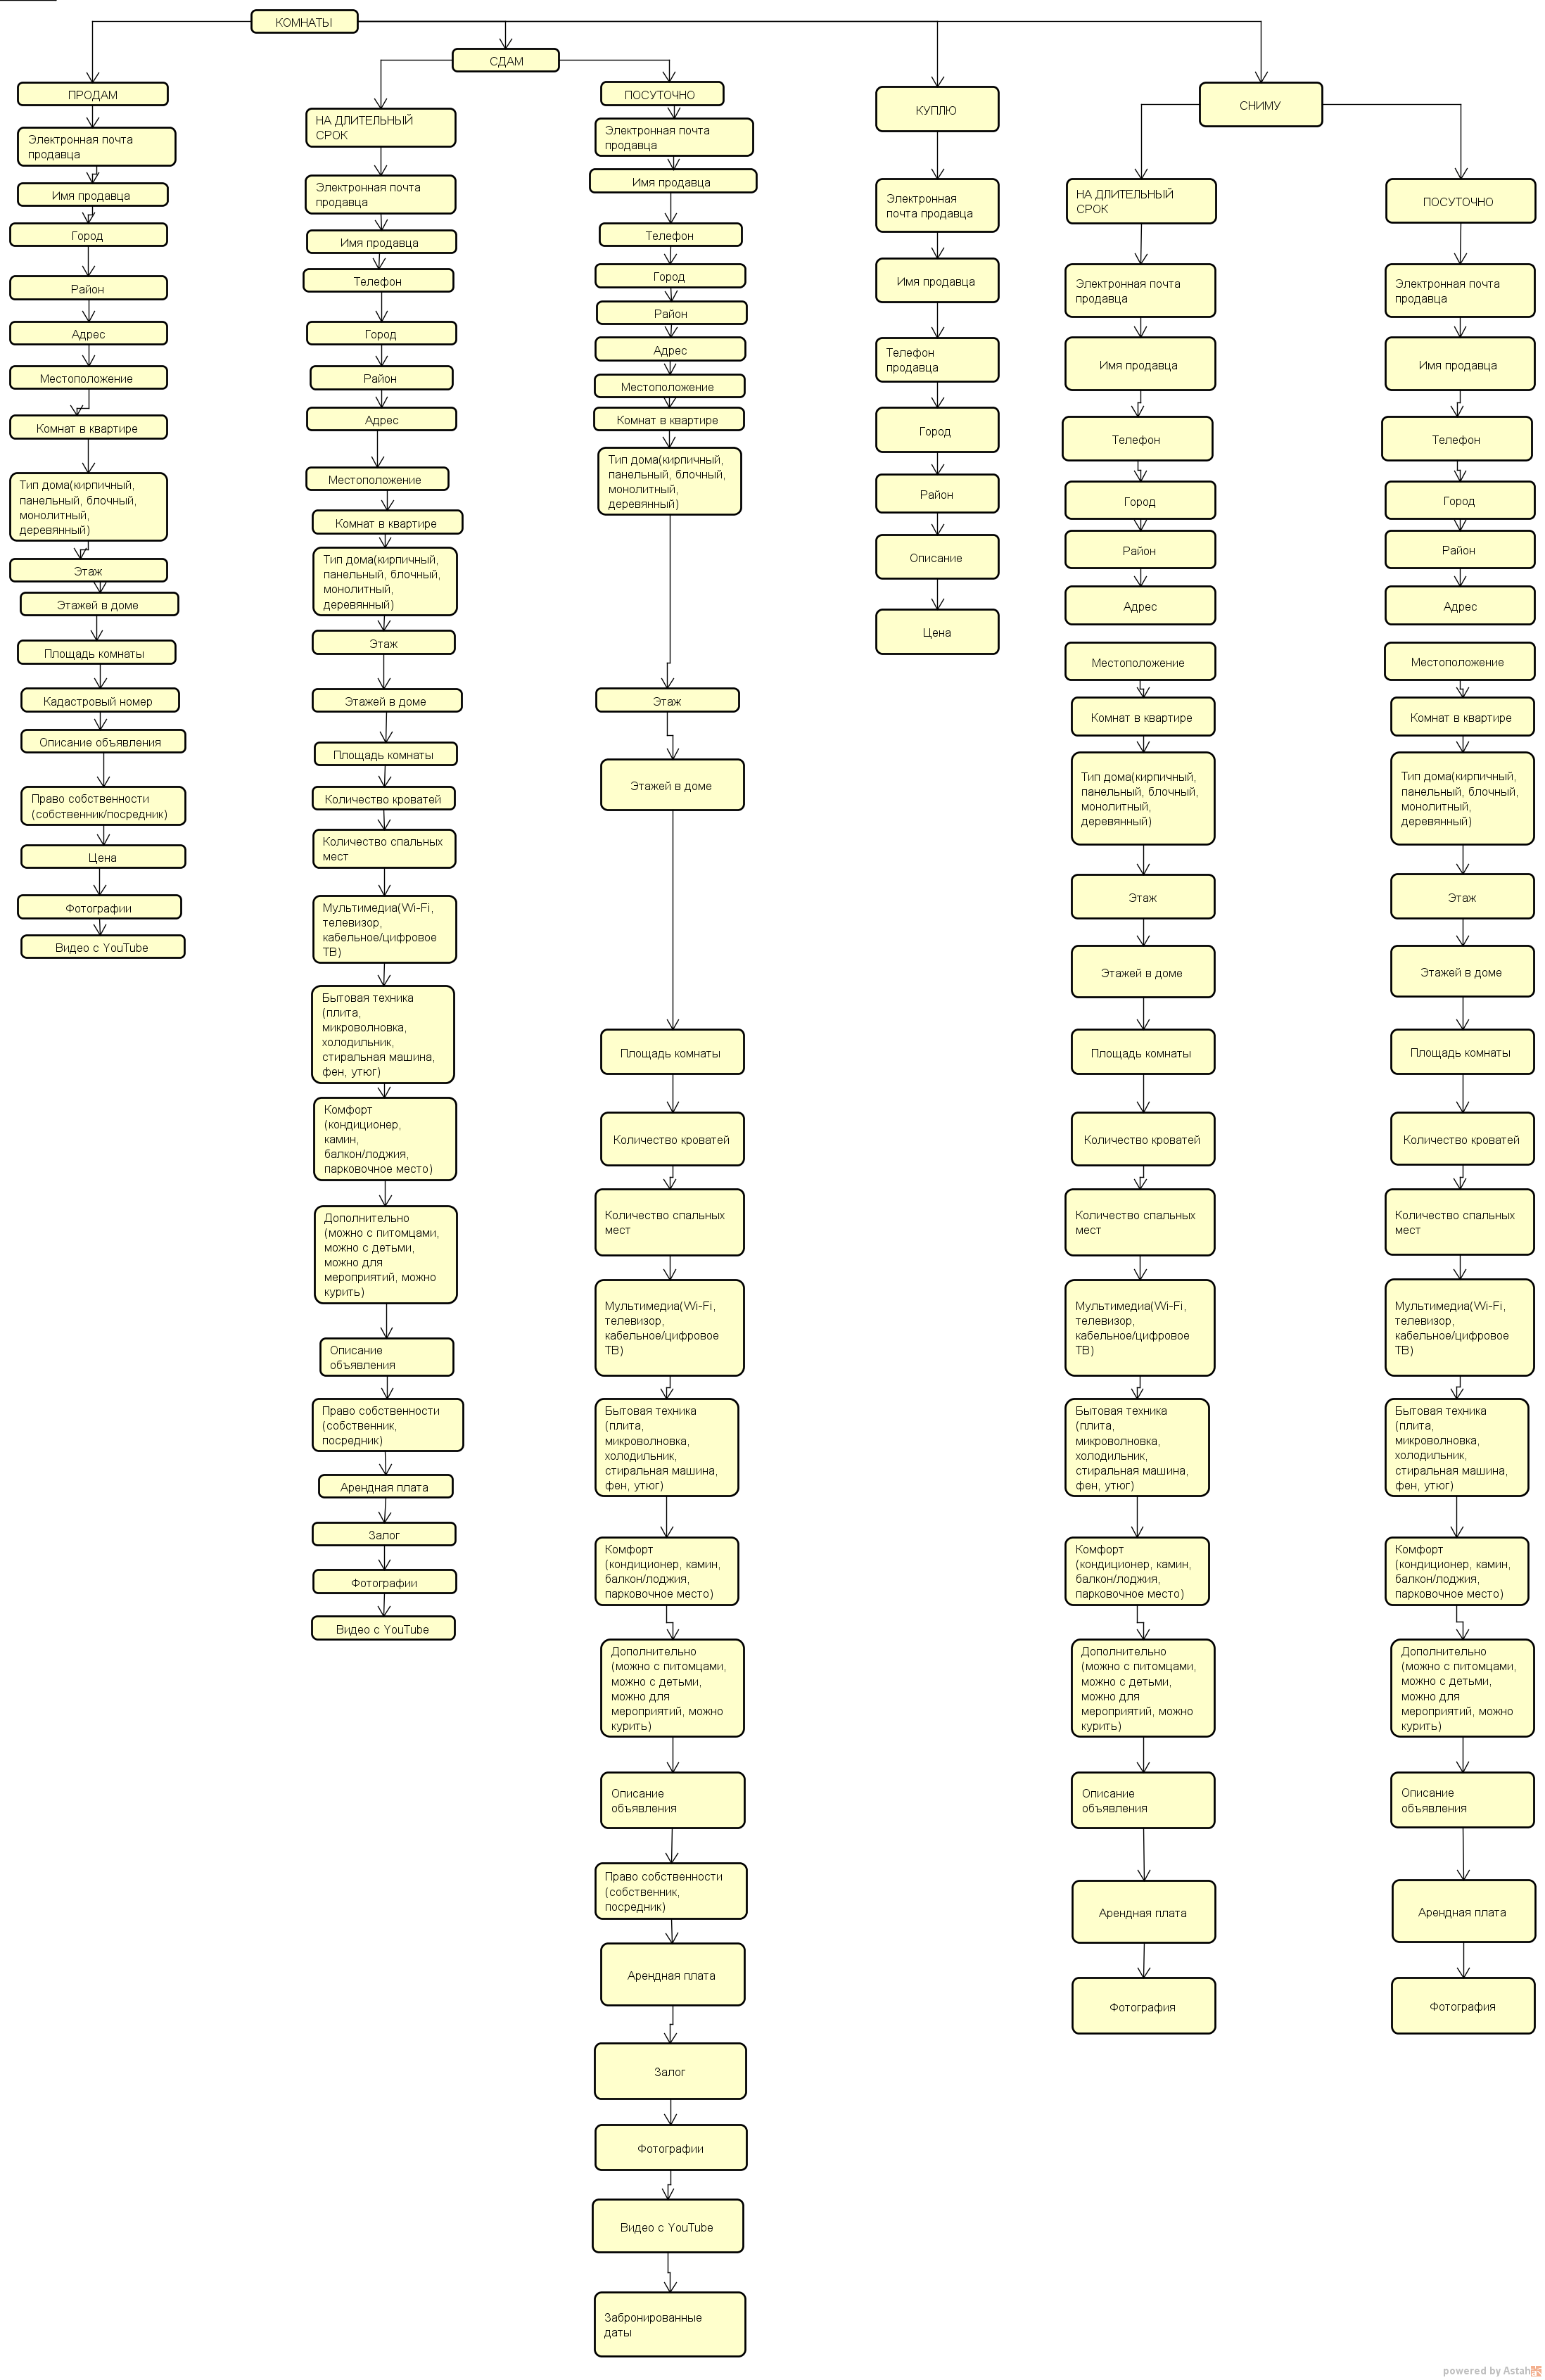 КОМНАТЫ
ПРОДАМ
Электронная почта
продавца
Имя продавца
Город
Район
Адрес
Местоположение
Комнат в квартире
Тип дома(кирпичный,
панельный, блочный,
монолитный,
деревянный)
Этаж
Этажей в доме
Площадь комнаты
Кадастровый номер
Описание объявления
Право собственности
(собственник/посредник)
Цена
Фотографии
Видео с YouTube
СДАМ
НА ДЛИТЕЛЬНЫЙ
СРОК
Электронная почта
продавца
Имя продавца
Телефон
Город
Район
Адрес
Местоположение
Комнат в квартире
Тип дома(кирпичный,
панельный, блочный,
монолитный,
деревянный)
Этаж
Этажей в доме
Площадь комнаты
Количество кроватей
Количество спальных
мест
Мультимедиа(Wi-Fi,
телевизор,
кабельное/цифровое
ТВ)
Бытовая техника
(плита,
микроволновка,
холодильник,
стиральная машина,
фен, утюг)
Комфорт
(кондиционер,
камин,
балкон/лоджия,
парковочное место)
Дополнительно
(можно с питомцами,
можно с детьми,
можно для
мероприятий, можно
курить)
Описание
объявления
Право собственности
(собственник,
посредник)
Арендная плата
Залог
Фотографии
Видео с YouTube
ПОСУТОЧНО
Электронная почта
продавца
Имя продавца
Телефон
Город
Район
Адрес
Местоположение
Комнат в квартире
Тип дома(кирпичный,
панельный, блочный,
монолитный,
деревянный)
Этаж
Этажей в доме
Площадь комнаты
Количество кроватей
Количество спальных
мест
Мультимедиа(Wi-Fi,
телевизор,
кабельное/цифровое
ТВ)
Бытовая техника
(плита,
микроволновка,
холодильник,
стиральная машина,
фен, утюг)
Комфорт
(кондиционер, камин,
балкон/лоджия,
парковочное место)
Дополнительно
(можно с питомцами,
можно с детьми,
можно для
мероприятий, можно
курить)
Описание
объявления
Право собственности
(собственник,
посредник)
Арендная плата
Залог
Фотографии
Видео с YouTube
Забронированные
даты
КУПЛЮ
Электронная
почта продавца
Имя продавца
Телефон
продавца
Город
Район
Описание
Цена
СНИМУ
НА ДЛИТЕЛЬНЫЙ
СРОК
Электронная почта
продавца
Имя продавца
Телефон
Город
Район
Адрес
Местоположение
Комнат в квартире
Тип дома(кирпичный,
панельный, блочный,
монолитный,
деревянный)
Этаж
Этажей в доме
Площадь комнаты
Количество кроватей
Количество спальных
мест
Мультимедиа(Wi-Fi,
телевизор,
кабельное/цифровое
ТВ)
Бытовая техника
(плита,
микроволновка,
холодильник,
стиральная машина,
фен, утюг)
Комфорт
(кондиционер, камин,
балкон/лоджия,
парковочное место)
Дополнительно
(можно с питомцами,
можно с детьми,
можно для
мероприятий, можно
курить)
Описание
объявления
Арендная плата
Фотография
ПОСУТОЧНО
Электронная почта
продавца
Имя продавца
Телефон
Город
Район
Адрес
Местоположение
Комнат в квартире
Тип дома(кирпичный,
панельный, блочный,
монолитный,
деревянный)
Этаж
Этажей в доме
Площадь комнаты
Количество кроватей
Количество спальных
мест
Мультимедиа(Wi-Fi,
телевизор,
кабельное/цифровое
ТВ)
Бытовая техника
(плита,
микроволновка,
холодильник,
стиральная машина,
фен, утюг)
Комфорт
(кондиционер, камин,
балкон/лоджия,
парковочное место)
Дополнительно
(можно с питомцами,
можно с детьми,
можно для
мероприятий, можно
курить)
Описание
объявления
Арендная плата
Фотография
powered by Astah